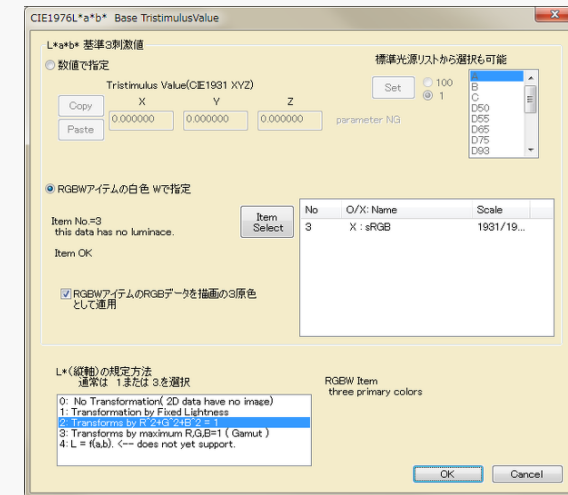 CIE1976L*a*b* Base TristimulusValue
L*a*b* 基準3刺激値
数値で指定
標準光源リストから選択も可能
Tristimulus Value(CIE1931 XYZ)
X Y Z
Copy
Paste
0.000000 0.000000 0.000000
parameter NG
Set
100
1
A
B
C
D50
D55
D65
D75
D93
RGBWアイテムの白色 Wで指定
Item No.=3
this data has no luminace.
Item OK
Item
Select
No O/X: Name Scale
3 X : sRGB 1931/19...
RGBWアイテムのRGBデータを描画の3原色
として適用
L*(縦軸)の規定方法
通常は 1.または 3.を選択
0: No Transformation( 2D data have no image)
1: Transformation by Fixed Lightness
2: Transforms by R^2+G^2+B^2 = 1
3: Transforms by maximum R,G,B=1 ( Gamut )
4: L = f(a,b). <-- does not yet support.
RGBW Item
three primary colors
OK
Cancel